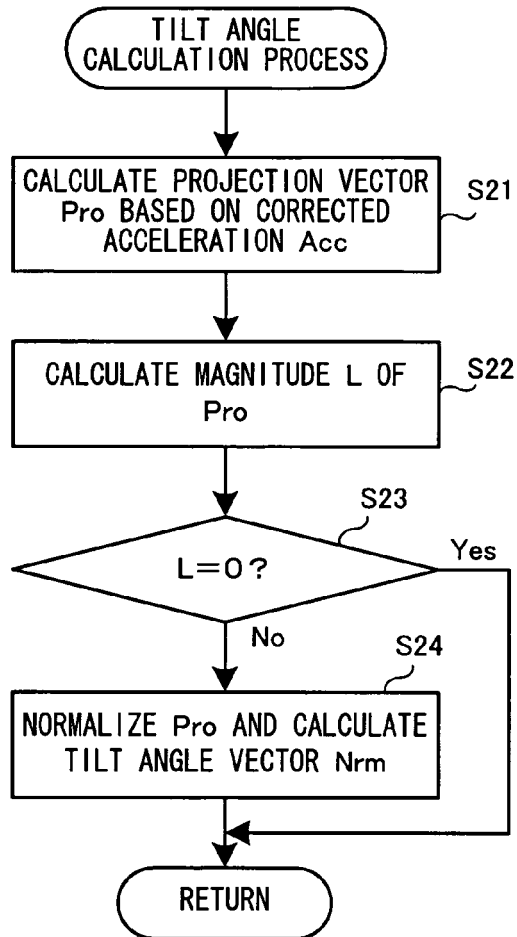 TILT ANGLE
CALCULATION PROCESS
CALCULATE PROJECTION VECTOR
Pro BASED ON CORRECTED
ACCELERATION Acc
S21
CALCULATE MAGNITUDE L OF
Pro
S22
S23
L=0?
Yes
No
S24
NORMALIZE Pro AND CALCULATE
TILT ANGLE VECTOR Nrm
RETURN